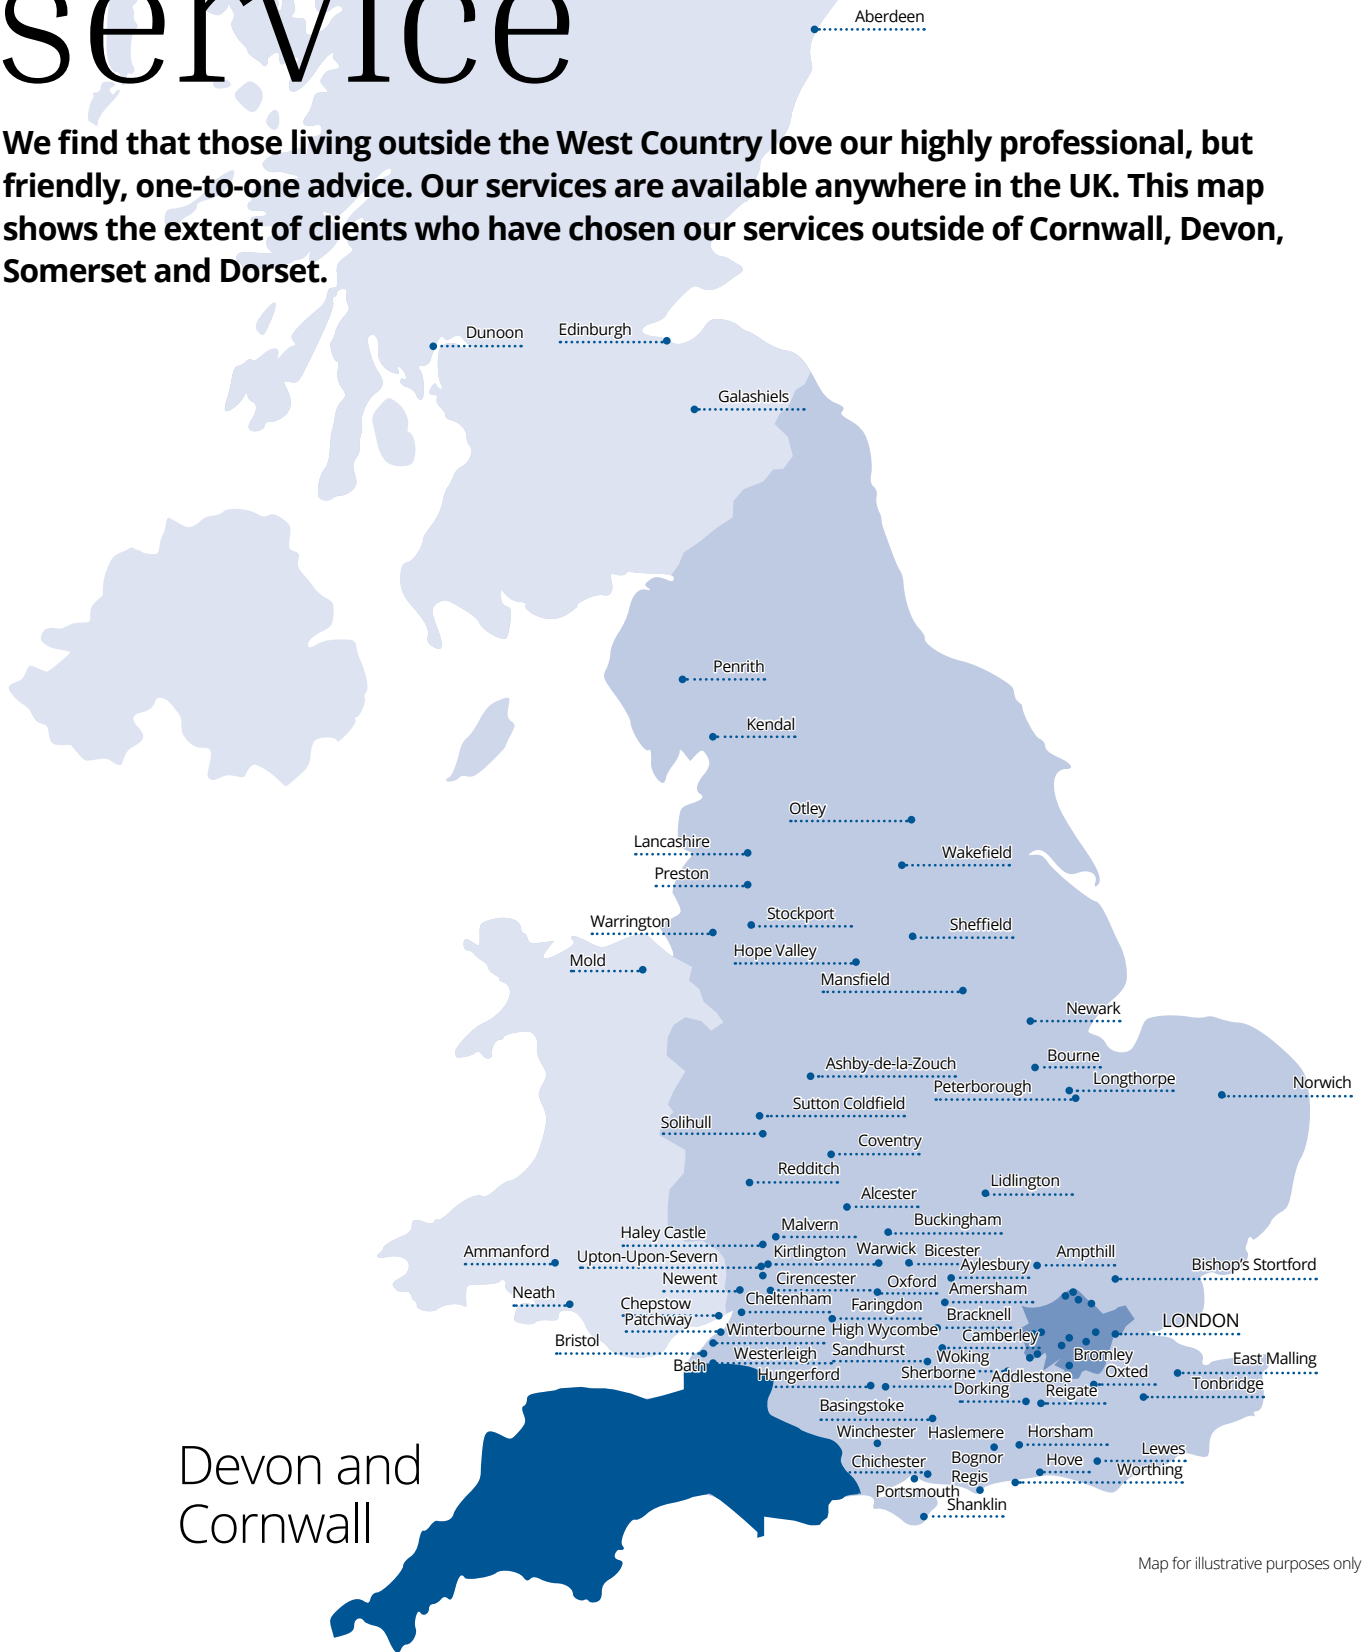 service
Aberdeen
We find that those living outside the West Country love our highly professional, but
friendly, one-to-one advice. Our services are available anywhere in the UK. This map
shows the extent of clients who have chosen our services outside of Cornwall, Devon,
Somerset and Dorset.
Dunoon
Edinburgh
Galashiels
Penrith
Kendal
Otley
Lancashire
Wakefield
Preston
Stockport
Warrington
Sheffield
Hope Valley
Mold
Mansfield
Newark
Bourne
Ashby-de-la-Zouch
Longthorpe
Peterborough
Norwich
Sutton Coldfield
Solihull
Coventry
Redditch
Lidlington
Alcester
Buckingham
Malvern
Haley Castle
Kirtlington
Warwick
Bicester
Ampthill
Ammanford
Upton-Upon-Severn
Aylesbury
Bishop's Stortford
Newent
Cirencester
Oxford
Amersham
Neath
Cheltenham
Chepstow
Faringdon
Patchway
Bracknell
LONDON
Winterbourne
High Wycombe
Camberley
Bristol
Westerleigh
Sandhurst
Woking
Bromley
East Malling
Bath
Hungerford
Sherborne
Addlestone
Oxted
Dorking
Reigate
Tonbridge
Basingstoke
Winchester
Haslemere
Horsham
Lewes
Chichester
Bognor
Regis
Hove
Worthing
Portsmouth
Shanklin
Devon and
Cornwall
Map for illustrative purposes only